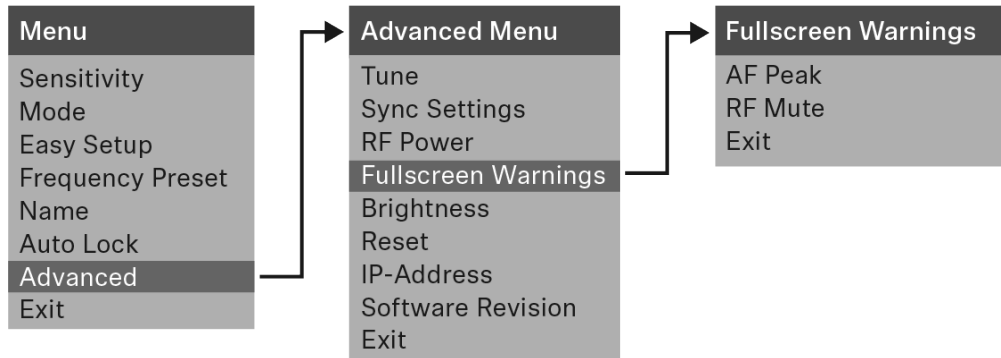 Menu
Sensitivity
Mode
Easy Setup
Frequency Preset
Name
Auto Lock
Advanced
Exit
Advanced Menu
Tune
Sync Settings
RF Power
Fullscreen Warnings
Brightness
Reset
IP-Address
Software Revision
Exit
Fullscreen Warnings
AF Peak
RF Mute
Exit